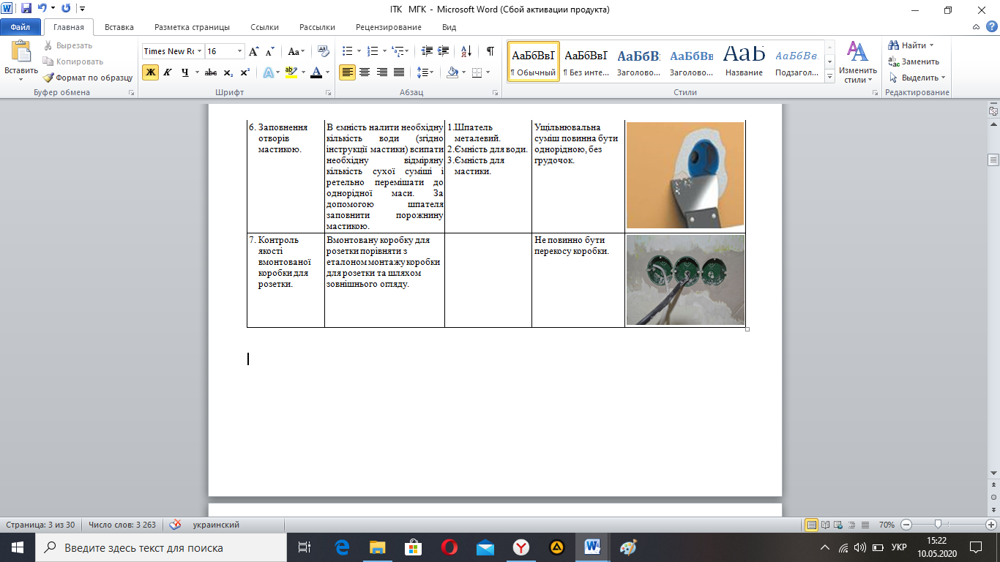 ІТК МГК - Microsoft Word (Сбой активации продукта)
Файл
Главная
Вставка
Разметка страницы
Ссылки
Рассылки
Рецензирование
Вид
Вставить
Вырезать
Копировать
Формат по образцу
Буфер обмена
Times New Rc
16
Шрифт
Абзац
АаБбВвІ
¶ Обычный
АаБбВвІ
¶ Без инте...
АаБбВ
Заголово...
АаБбВв
Заголово...
АаБ
Название
АаБбВв
Подзагол...
Стили
Изменить
стили
Найти
Заменить
Выделить
Редактирование
6. Заповнення
отворів
мастикою.
В ємність налити необхідну
кількість води (згідно
інструкції мастики) всипати
необхідну відміряну
кількість сухої суміші і
ретельно перемішати до
однорідної маси. За
допомогою шпателя
заповнити порожнину
мастикою.
1.Шпатель
металевий.
2.Ємність для води.
3.Ємність для
мастики.
Ущільнювальна
суміш повинна бути
однорідною, без
грудочок.
7. Контроль
якості
вмонтованої
коробки для
розетки.
Вмонтовану коробку для
розетки порівняти з
еталоном монтажу коробки
для розетки та шляхом
зовнішнього огляду.
Не повинно бути
перекосу коробки.
Страница: 3 из 30
Число слов: 3 263
украинский
70%
Введите здесь текст для поиска
УКР
15:22
10.05.2020